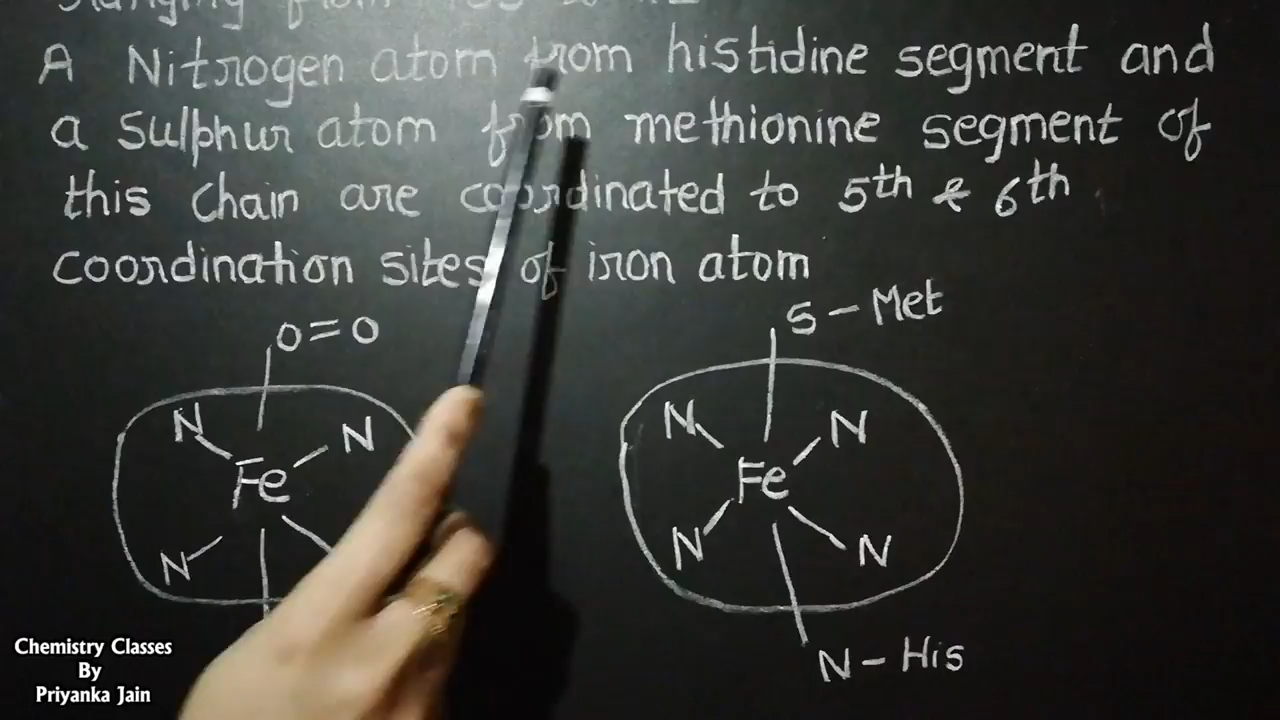 A Nitrogen atom from histidine segment and
a sulphur atom from methionine segment of
this chain are coordinated to 5th & 6th
coordination sites of iron atom
O=O
S-Met
N
N
N
N
Fe
Fe
N
N
N
N-His
Chemistry Classes
By
Priyanka Jain